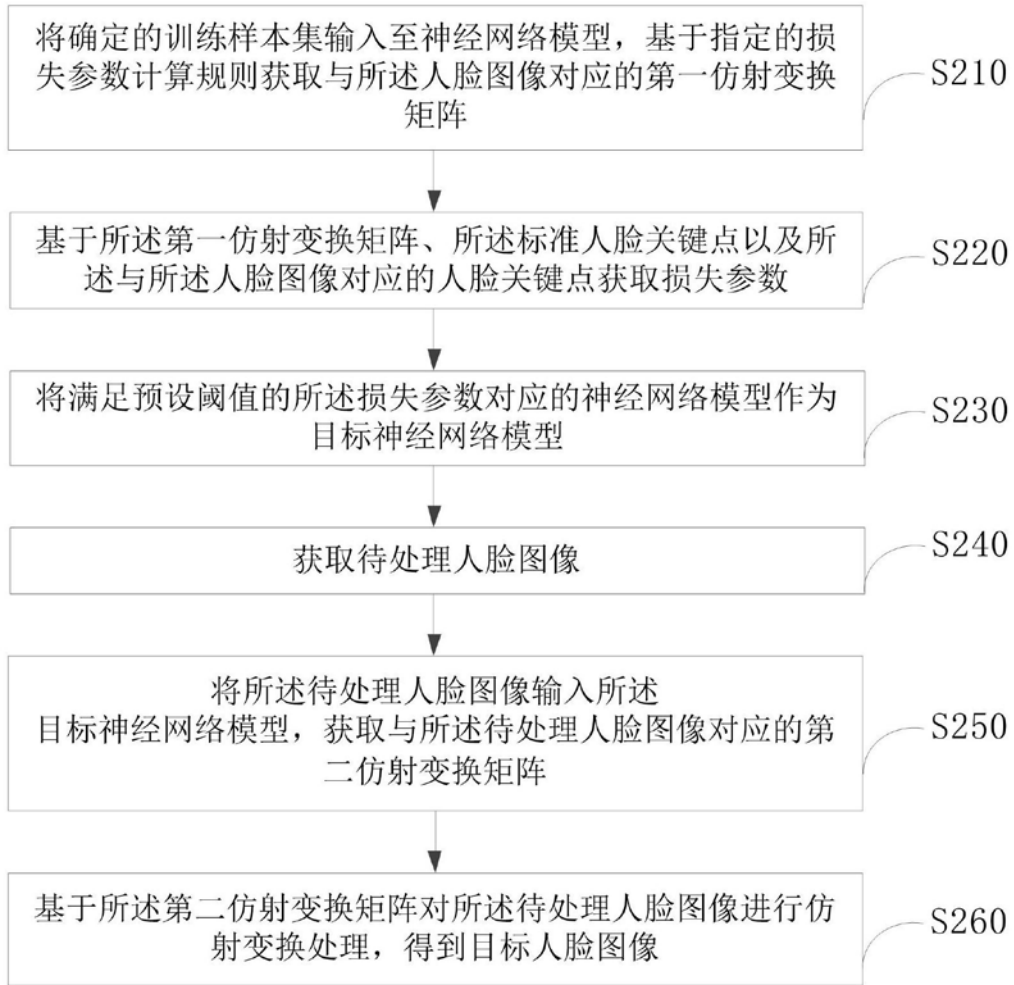 将确定的训练样本集输入至神经网络模型，基于指定的损
失参数计算规则获取与所述人脸图像对应的第一仿射变换
矩阵
S210
基于所述第一仿射变换矩阵、所述标准人脸关键点以及所
述与所述人脸图像对应的人脸关键点获取损失参数
S220
将满足预设阈值的所述损失参数对应的神经网络模型作为
目标神经网络模型
S230
获取待处理人脸图像
S240
将所述待处理人脸图像输入所述
目标神经网络模型，获取与所述待处理人脸图像对应的第
二仿射变换矩阵
S250
基于所述第二仿射变换矩阵对所述待处理人脸图像进行仿
射变换处理，得到目标人脸图像
S260